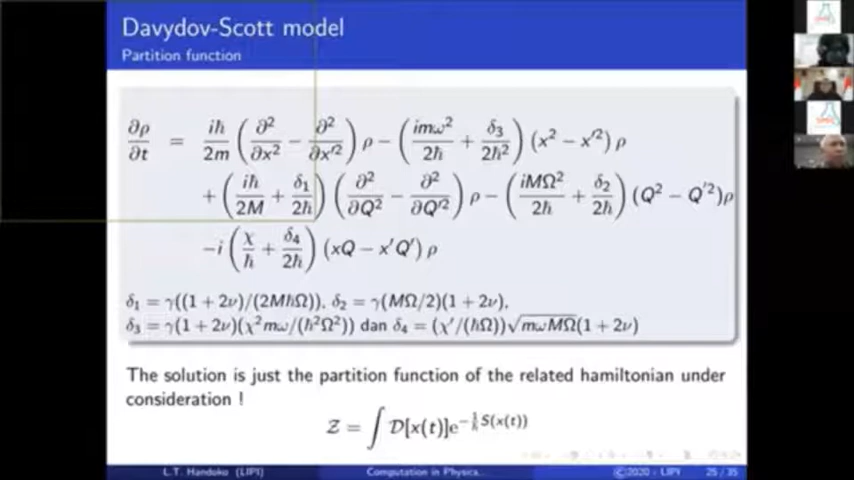 Davydov-Scott model
Partition function
∂ρ/∂t = iħ/2m (∂²/∂x² − ∂²/∂x′²) ρ − (imω²/2ħ + δ₃/2ħ²) (x² − x′²) ρ
+ (iħ/2M + δ₁/2ħ) (∂²/∂Q² − ∂²/∂Q′²) ρ − (iMΩ²/2ħ + δ₂/2ħ) (Q² − Q′²)ρ
−i (χ/ħ + δ₄/2ħ) (xQ − x′Q′) ρ
δ₁ = γ((1 + 2ν)/(2MħΩ)), δ₂ = γ(MΩ/2)(1 + 2ν),
δ₃ = γ(1 + 2ν)(χ²mω/(ħ²Ω²)) dan δ₄ = (χ′/(ħΩ))√mωMΩ(1 + 2ν)
The solution is just the partition function of the related hamiltonian under
consideration !
Z = ∫ D[x(t)]e^{−1/ħ S(x(t))}
L.T. Handoko (LIPI) Computation in Physics... ©2020 - LIPI 25 / 35